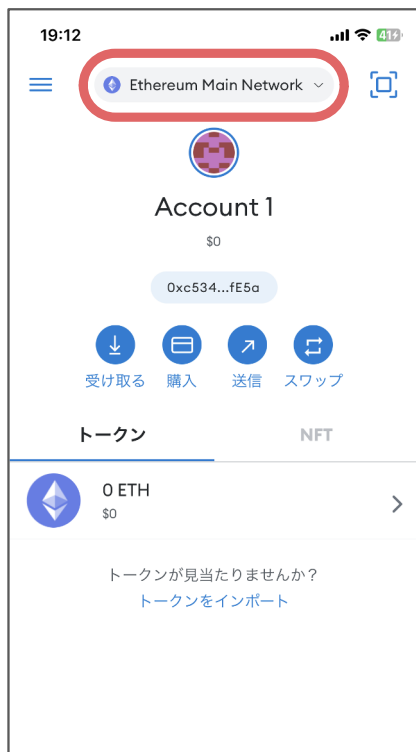 19:12
41
Ethereum Main Network
Account 1
$0
0xc534...fE5a
受け取る 購入 送信 スワップ
トークン NFT
0 ETH
$0
トークンが見当たりませんか？
トークンをインポート